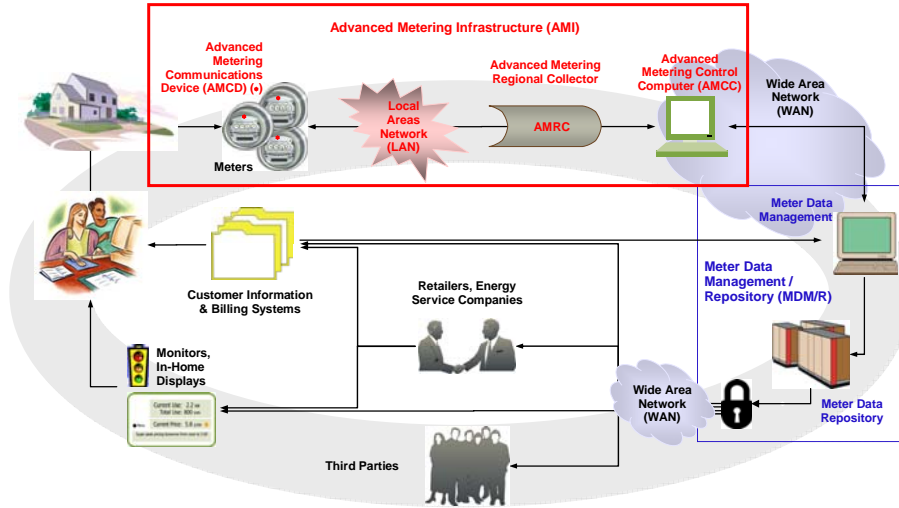 Advanced Metering Infrastructure (AMI)
Advanced
Metering
Communications
Device (AMCD) (•)
Meters
Local
Areas
Network
(LAN)
Advanced Metering
Regional Collector
AMRC
Advanced
Metering Control
Computer (AMCC)
Wide Area
Network
(WAN)
Meter Data
Management
Customer Information
& Billing Systems
Retailers, Energy
Service Companies
Meter Data
Management /
Repository (MDM/R)
Monitors,
In-Home
Displays
Current Use: 2.2
Total Use: 800
Current Price: 5.8
Wide Area
Network
(WAN)
Meter Data
Repository
Third Parties